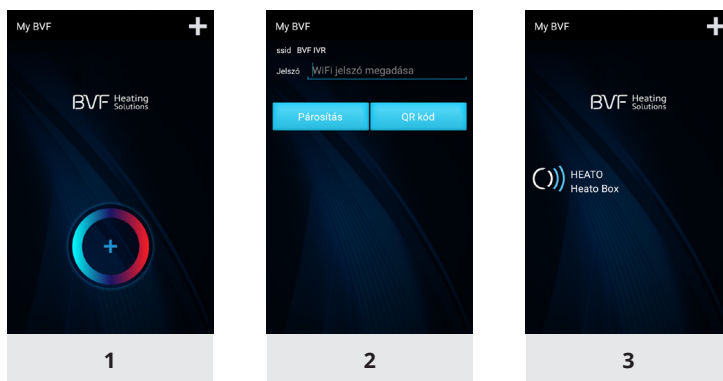 My BVF
BVF Heating Solutions
1
My BVF
ssid BVF IVR
Jelszó WiFi jelszó megadása
Párosítás QR kód
2
My BVF
BVF Heating Solutions
HEATO
Heato Box
3